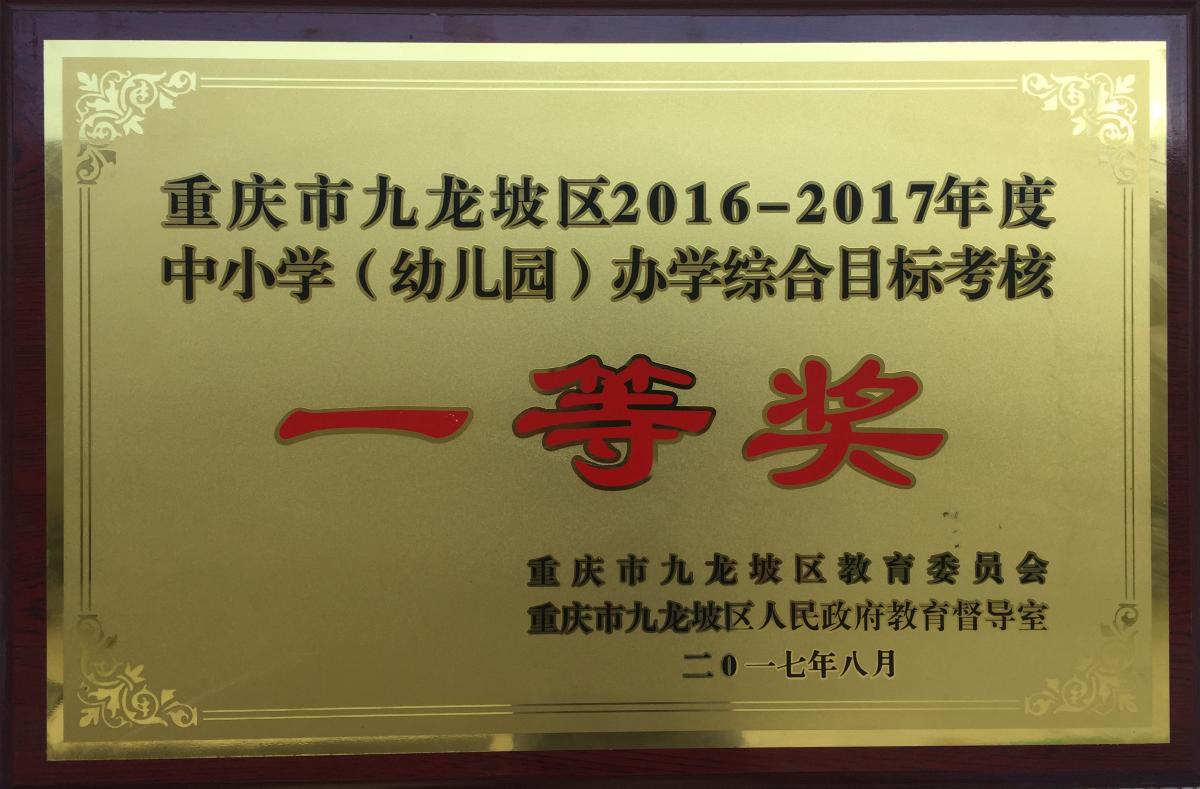 重庆市九龙坡区2016-2017年度
中小学（幼儿园）办学综合目标考核
一等奖
重庆市九龙坡区教育委员会
重庆市九龙坡区人民政府教育督导室
二0一七年八月